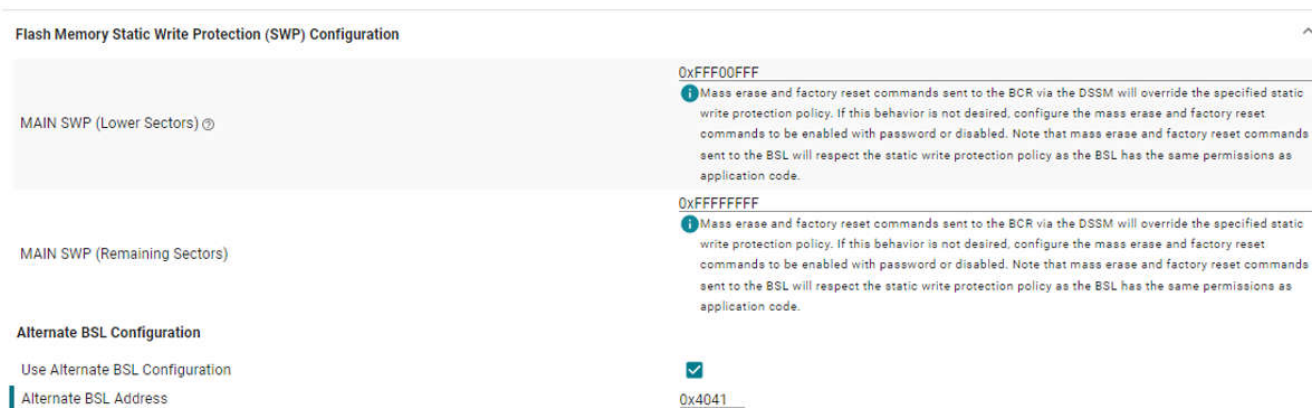 Flash Memory Static Write Protection (SWP) Configuration
0xFFF00FFF
Mass erase and factory reset commands sent to the BCR via the DSSM will override the specified static
write protection policy. If this behavior is not desired, configure the mass erase and factory reset
MAIN SWP (Lower Sectors)
commands to be enabled with password or disabled. Note that mass erase and factory reset commands
sent to the BSL will respect the static write protection policy as the BSL has the same permissions as
application code.
0xFFFFFFFF
Mass erase and factory reset commands sent to the BCR via the DSSM will override the specified static
write protection policy. If this behavior is not desired, configure the mass erase and factory reset
MAIN SWP (Remaining Sectors)
commands to be enabled with password or disabled. Note that mass erase and factory reset commands
sent to the BSL will respect the static write protection policy as the BSL has the same permissions as
application code.
Alternate BSL Configuration
Use Alternate BSL Configuration
Alternate BSL Address
0x4041